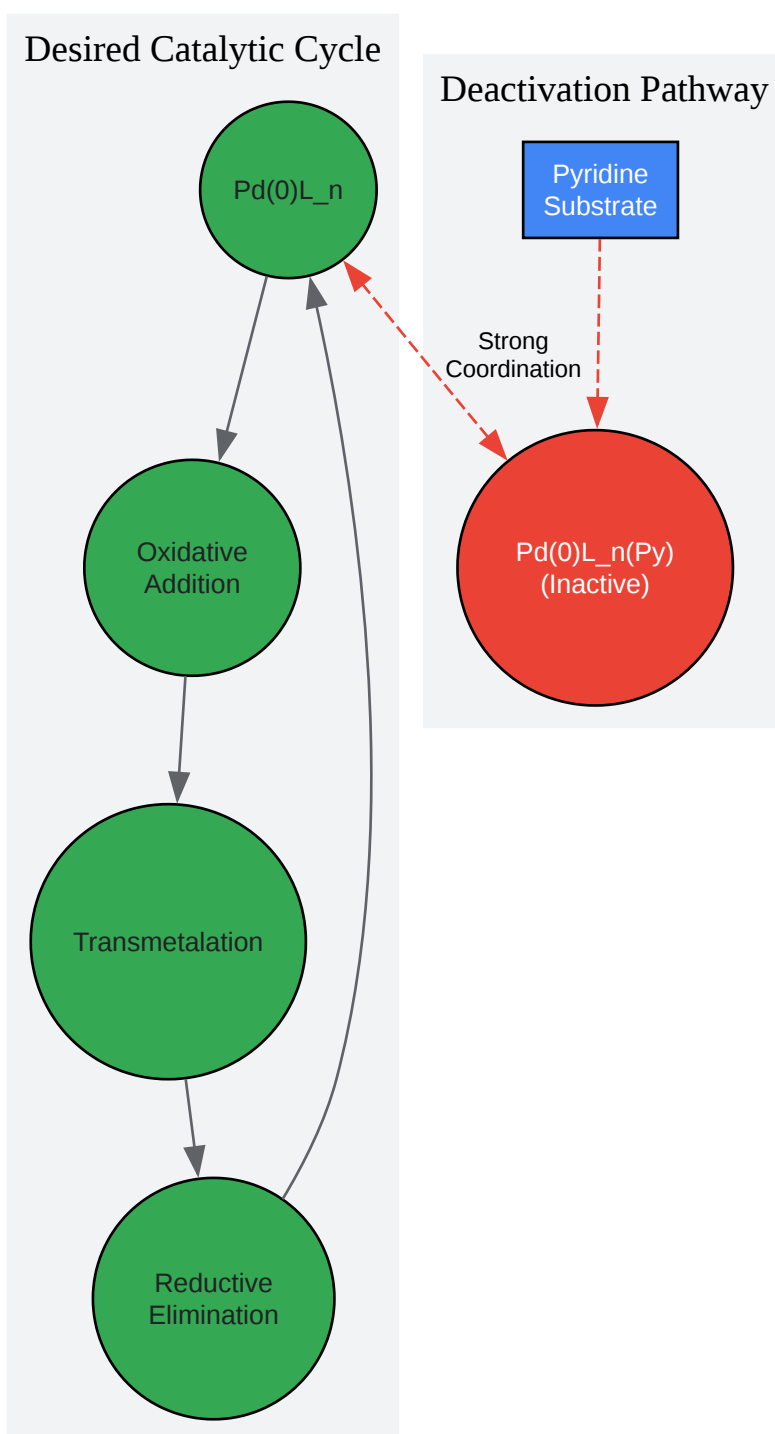 Desired Catalytic Cycle
Pd(0)L_n
Oxidative
Addition
Transmetalation
Reductive
Elimination
Deactivation Pathway
Pyridine
Substrate
Strong
Coordination
Pd(0)L_n(Py)
(Inactive)